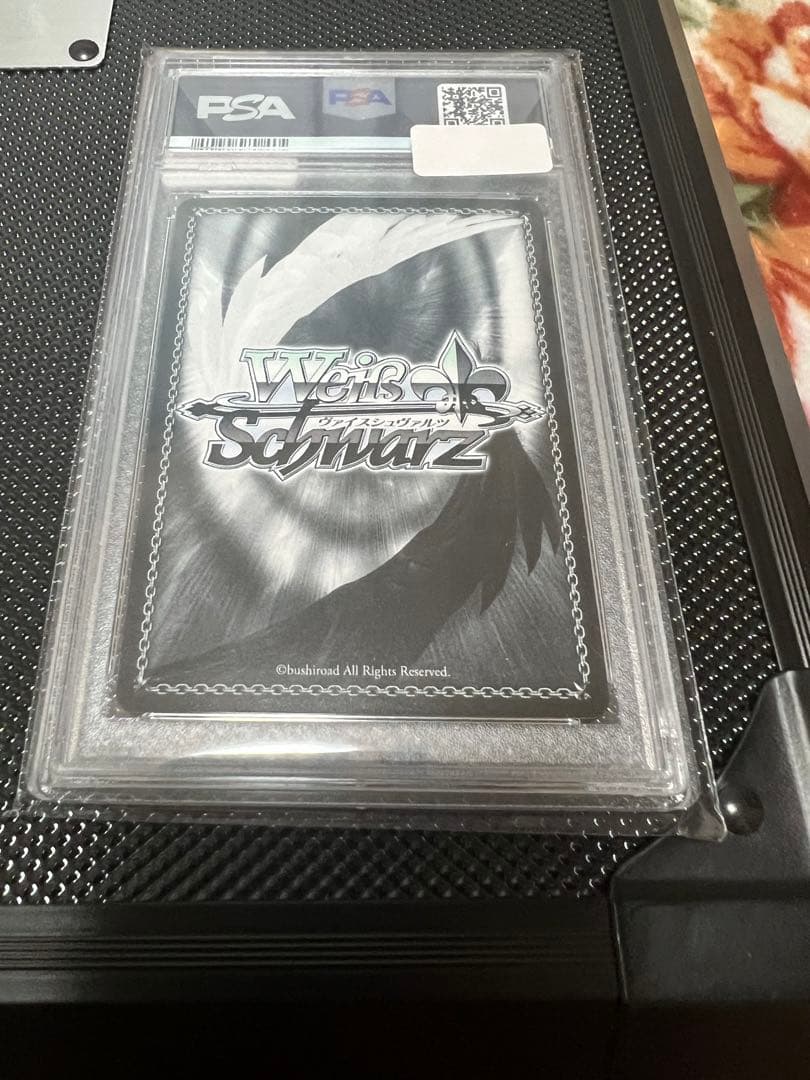 PSA
PSA
Weiß
ヴァイスシュヴァルツ
Schwarz
©bushiroad All Rights Reserved.